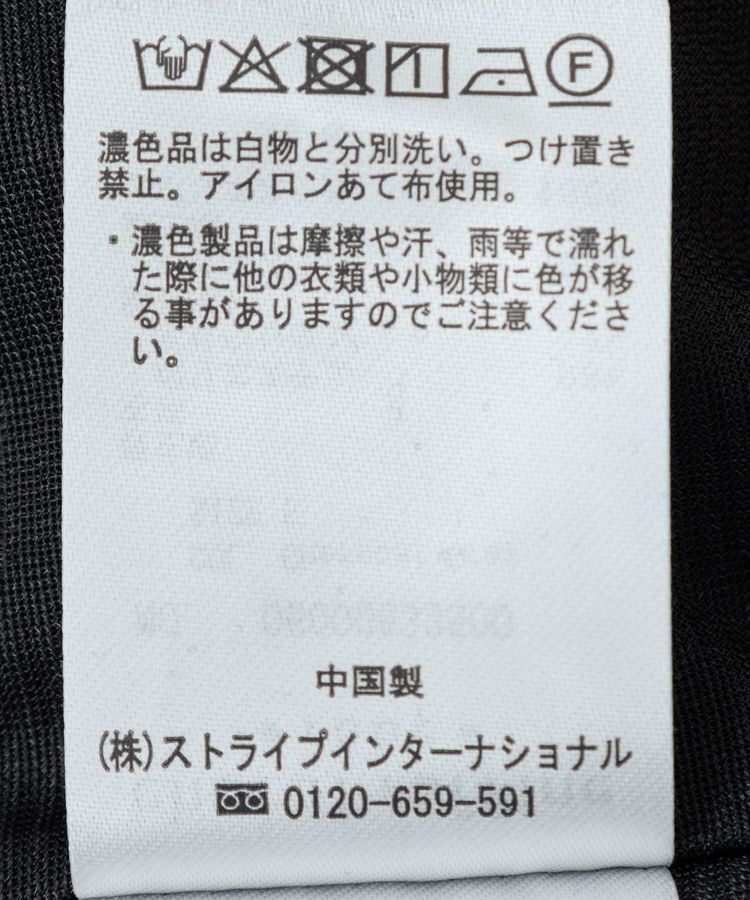 F
濃色品は白物と分別洗い。つけ置き
禁止。アイロンあて布使用。
・濃色製品は摩擦や汗、雨等で濡れ
た際に他の衣類や小物類に色が移
る事がありますのでご注意くださ
い。
中国製
(株)ストライプインターナショナル
0120-659-591